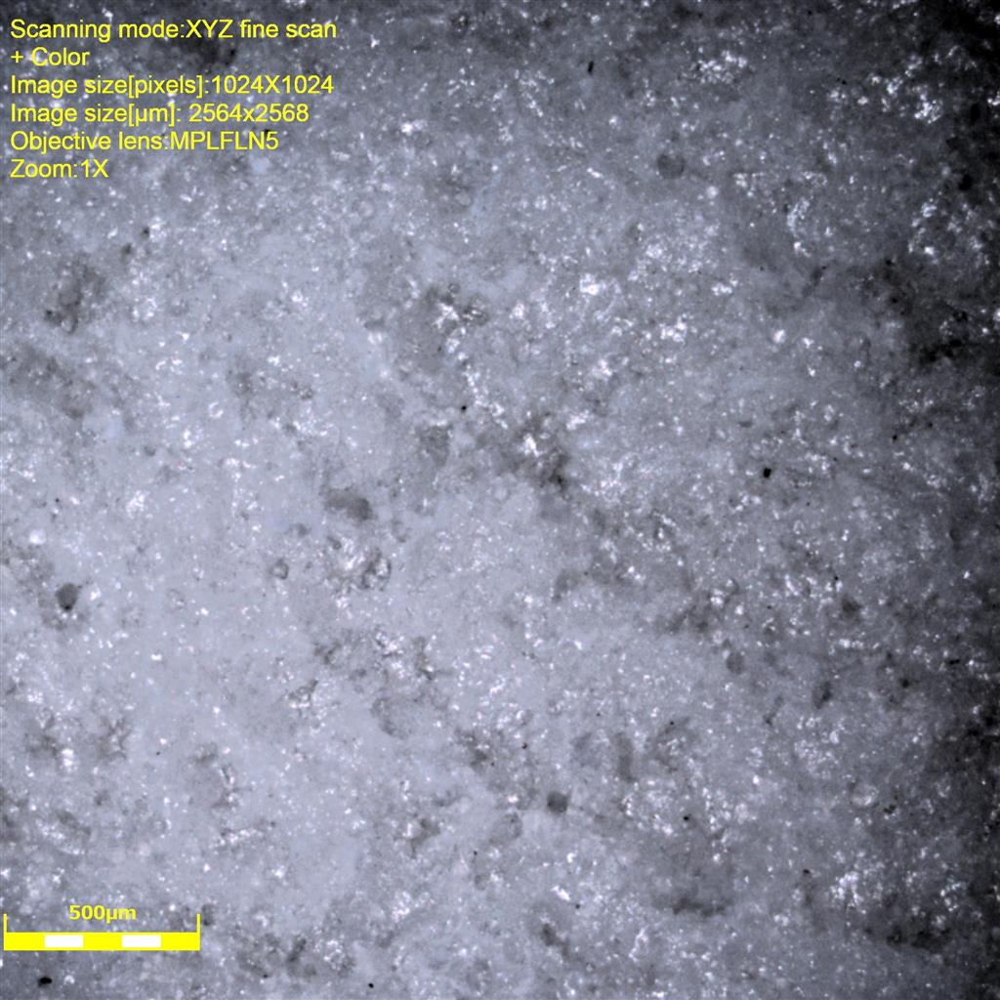 Scanning mode:XYZ fine scan
+ Color
Image size[pixels]:1024X1024
Image size[µm]: 2564x2568
Objective lens:MPLFLN5
Zoom:1X
500µm